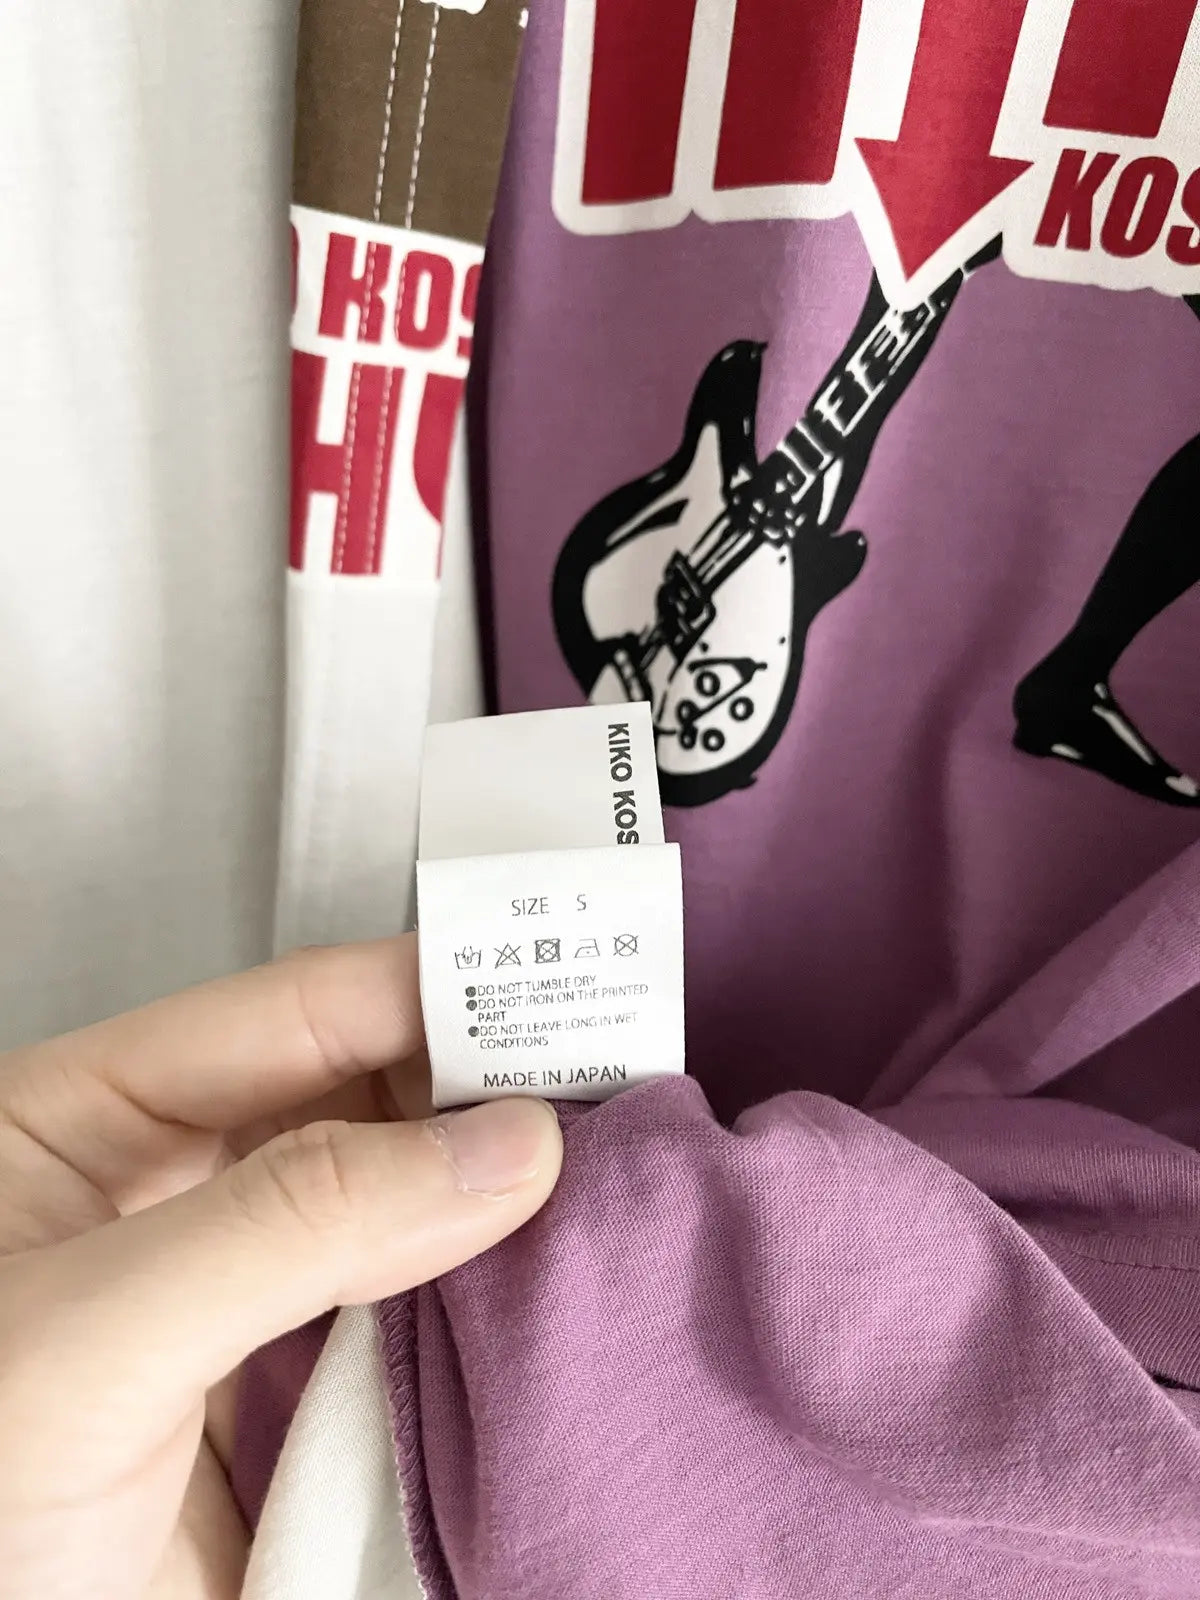 KOS
KOS
H
KIKO KOS
SIZE S
●DO NOT TUMBLE DRY
●DO NOT IRON ON THE PRINTED
PART
●DO NOT LEAVE LONG IN WET
CONDITIONS
MADE IN JAPAN